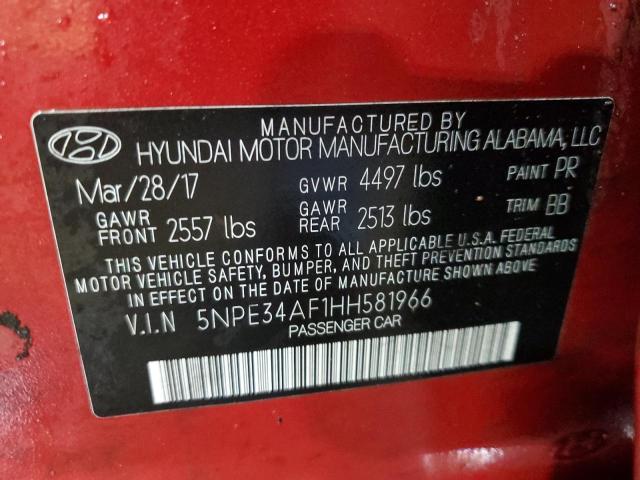 MANUFACTURED BY
HYUNDAI MOTOR MANUFACTURING ALABAMA, LLC
Mar/28/17 GVWR 4497 lbs PAINT PR
GAWR FRONT 2557 lbs GAWR REAR 2513 lbs TRIM BB
THIS VEHICLE CONFORMS TO ALL APPLICABLE U.S.A. FEDERAL
MOTOR VEHICLE SAFETY, BUMPER, AND THEFT PREVENTION STANDARDS
IN EFFECT ON THE DATE OF MANUFACTURE SHOWN ABOVE
V.I.N 5NPE34AF1HH581966
PASSENGER CAR